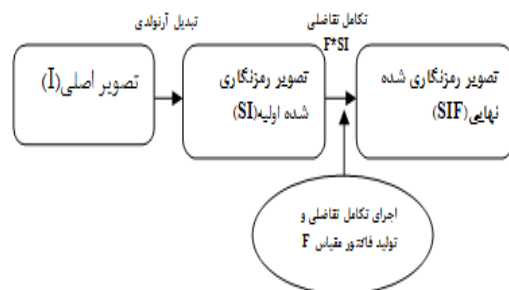 تبدیل آرنولدی
تکامل تفاضلی
F*SI
تصویر اصلی(I)
تصویر رمزنگاری
شده اولیه(SI)
تصویر رمزنگاری شده
نهایی(SIF)
اجرای تکامل تفاضلی و
تولید فاکتور مقیاس F